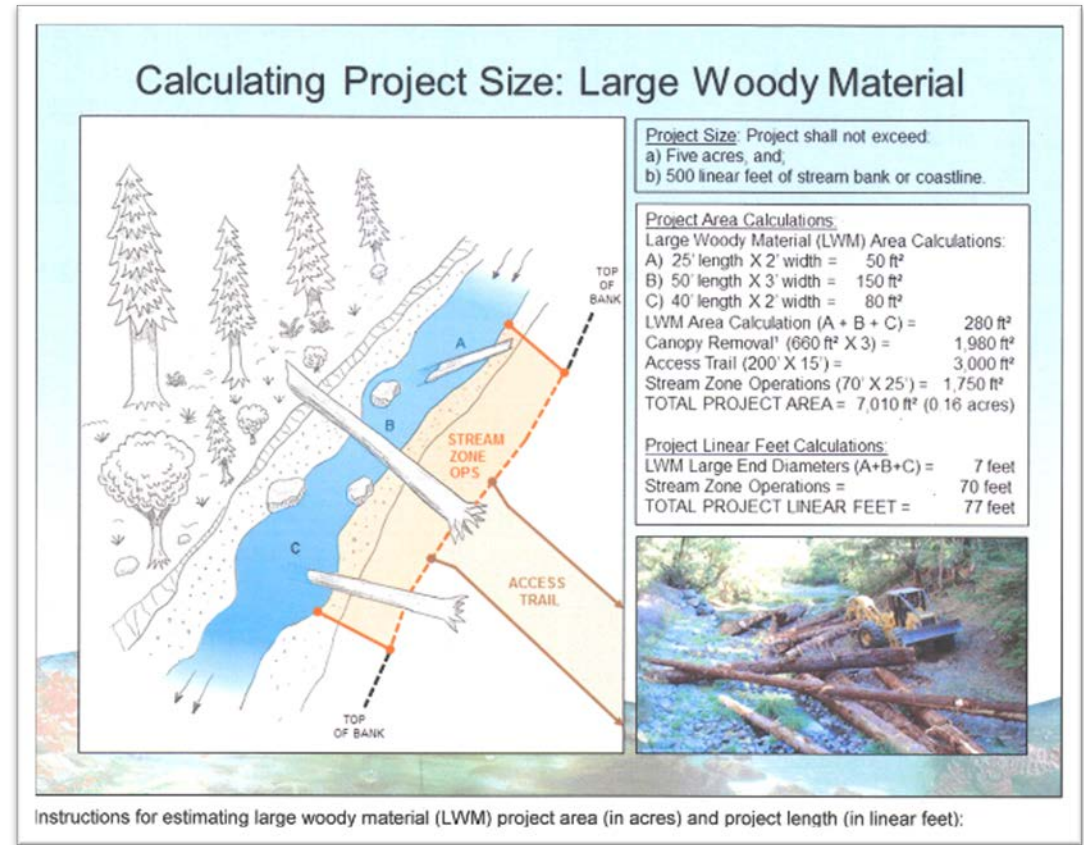 Calculating Project Size: Large Woody Material
TOP
OF
BANK
A
B
STREAM
ZONE
OPS
C
ACCESS
TRAIL
TOP
OF BANK
Project Size: Project shall not exceed:
a) Five acres, and;
b) 500 linear feet of stream bank or coastline.
Project Area Calculations:
Large Woody Material (LWM) Area Calculations:
A) 25' length X 2' width = 50 ft²
B) 50' length X 3' width = 150 ft²
C) 40' length X 2' width = 80 ft²
LWM Area Calculation (A + B + C) = 280 ft²
Canopy Removal¹ (660 ft² X 3) = 1,980 ft²
Access Trail (200' X 15') = 3,000 ft²
Stream Zone Operations (70' X 25') = 1,750 ft²
TOTAL PROJECT AREA = 7,010 ft² (0.16 acres)
Project Linear Feet Calculations:
LWM Large End Diameters (A+B+C) = 7 feet
Stream Zone Operations = 70 feet
TOTAL PROJECT LINEAR FEET = 77 feet
Instructions for estimating large woody material (LWM) project area (in acres) and project length (in linear feet):